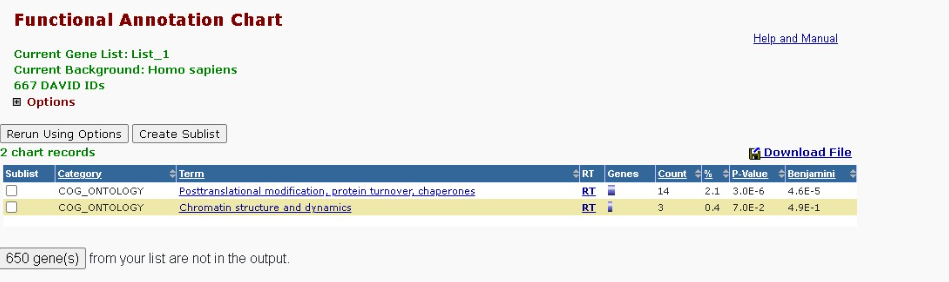 Functional Annotation Chart
Help and Manual
Current Gene List: List_1
Current Background: Homo sapiens
667 DAVID IDs
Options
Rerun Using Options Create Sublist
2 chart records Download File
Sublist Category Term RT Genes Count % P-Value Benjamini
COG_ONTOLOGY Posttranslational modification, protein turnover, chaperones RT 14 2.1 3.0E-6 4.6E-5
COG_ONTOLOGY Chromatin structure and dynamics RT 3 0.4 7.0E-2 4.9E-1
650 gene(s) from your list are not in the output.